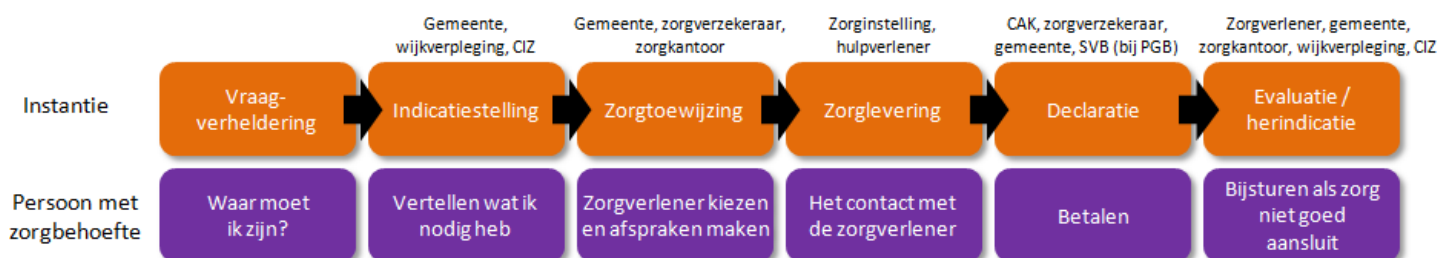 Gemeente,
wijkverpleging, CIZ
Gemeente, zorgverzekeraar,
zorgkantoor
Zorginstelling,
hulpverlener
CAK, zorgverzekeraar,
gemeente, SVB (bij PGB)
Zorgverlener, gemeente,
zorgkantoor, wijkverpleging, CIZ
Instantie
Vraag-
verheldering
Indicatiestelling
Zorgtoewijzing
Zorglevering
Declaratie
Evaluatie /
herindicatie
Persoon met
zorgbehoefte
Waar moet
ik zijn?
Vertellen wat ik
nodig heb
Zorgverlener kiezen
en afspraken maken
Het contact met
de zorgverlener
Betalen
Bijsturen als zorg
niet goed
aansluit